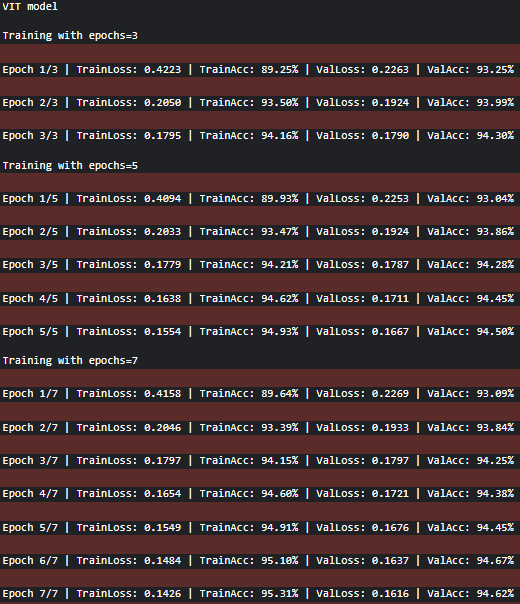 VIT model
Training with epochs=3
Epoch 1/3 | TrainLoss: 0.4223 | TrainAcc: 89.25% | ValLoss: 0.2263 | ValAcc: 93.25%
Epoch 2/3 | TrainLoss: 0.2050 | TrainAcc: 93.50% | ValLoss: 0.1924 | ValAcc: 93.99%
Epoch 3/3 | TrainLoss: 0.1795 | TrainAcc: 94.16% | ValLoss: 0.1790 | ValAcc: 94.30%
Training with epochs=5
Epoch 1/5 | TrainLoss: 0.4094 | TrainAcc: 89.93% | ValLoss: 0.2253 | ValAcc: 93.04%
Epoch 2/5 | TrainLoss: 0.2033 | TrainAcc: 93.47% | ValLoss: 0.1924 | ValAcc: 93.86%
Epoch 3/5 | TrainLoss: 0.1779 | TrainAcc: 94.21% | ValLoss: 0.1787 | ValAcc: 94.28%
Epoch 4/5 | TrainLoss: 0.1638 | TrainAcc: 94.62% | ValLoss: 0.1711 | ValAcc: 94.45%
Epoch 5/5 | TrainLoss: 0.1554 | TrainAcc: 94.93% | ValLoss: 0.1667 | ValAcc: 94.50%
Training with epochs=7
Epoch 1/7 | TrainLoss: 0.4158 | TrainAcc: 89.64% | ValLoss: 0.2269 | ValAcc: 93.09%
Epoch 2/7 | TrainLoss: 0.2046 | TrainAcc: 93.39% | ValLoss: 0.1933 | ValAcc: 93.84%
Epoch 3/7 | TrainLoss: 0.1797 | TrainAcc: 94.15% | ValLoss: 0.1797 | ValAcc: 94.25%
Epoch 4/7 | TrainLoss: 0.1654 | TrainAcc: 94.60% | ValLoss: 0.1721 | ValAcc: 94.38%
Epoch 5/7 | TrainLoss: 0.1549 | TrainAcc: 94.91% | ValLoss: 0.1676 | ValAcc: 94.45%
Epoch 6/7 | TrainLoss: 0.1484 | TrainAcc: 95.10% | ValLoss: 0.1637 | ValAcc: 94.67%
Epoch 7/7 | TrainLoss: 0.1426 | TrainAcc: 95.31% | ValLoss: 0.1616 | ValAcc: 94.62%